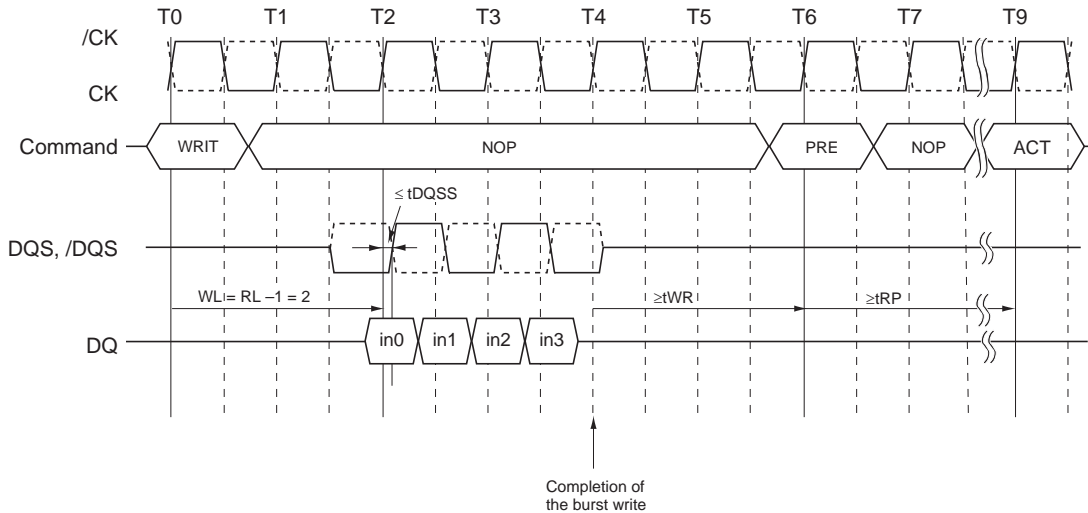 T0 T1 T2 T3 T4 T5 T6 T7 T9
/CK
CK
Command WRIT NOP PRE NOP ACT
≤ tDQSS
DQS, /DQS
WL = RL –1 = 2 ≥tWR ≥tRP
DQ in0 in1 in2 in3
Completion of
the burst write